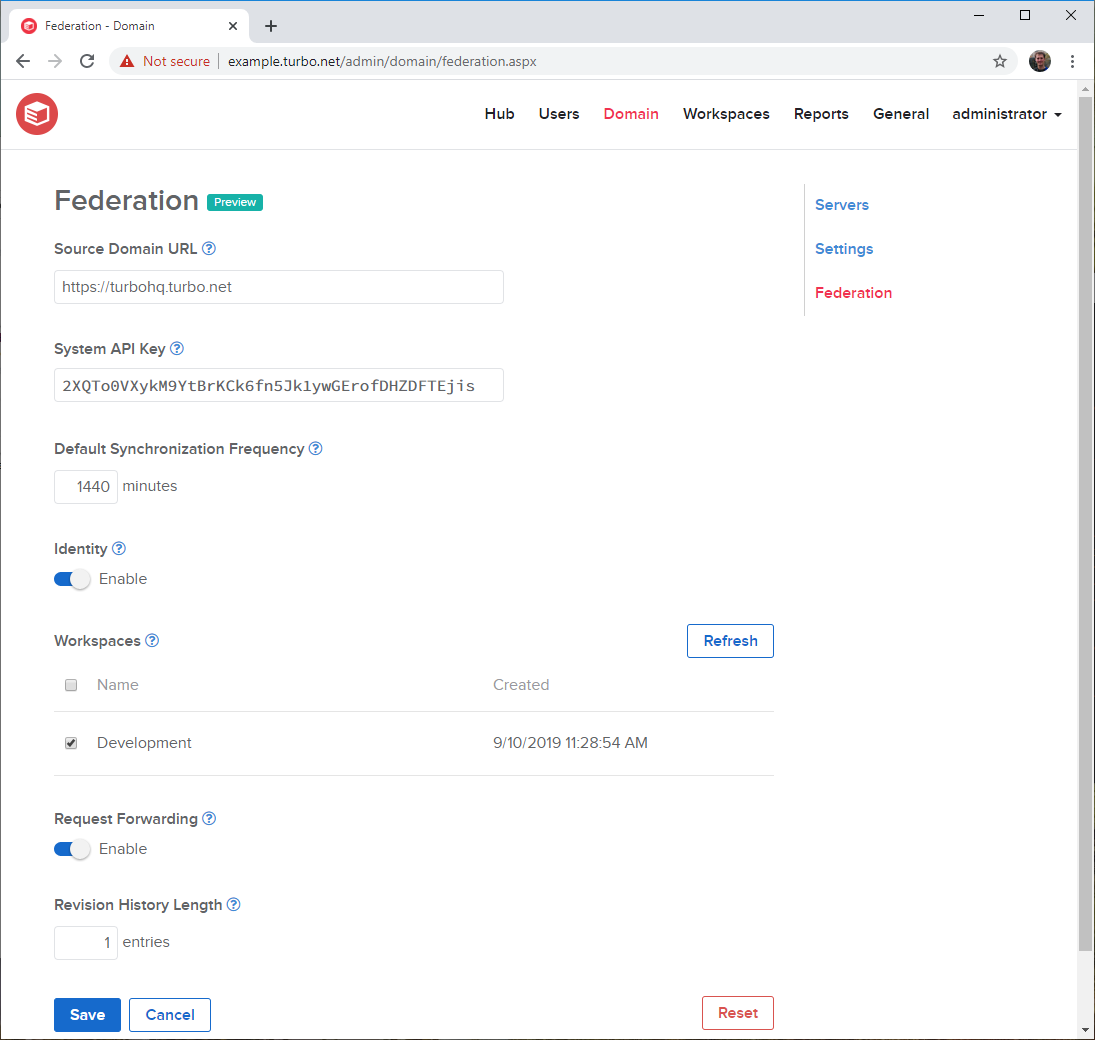 Federation - Domain
Not secure
example.turbo.net/admin/domain/federation.aspx
Hub Users Domain Workspaces Reports General administrator
Federation Preview
Servers
Settings
Federation
Source Domain URL ?
https://turbohq.turbo.net
System API Key ?
2XQTo0VXykM9YtBrKCk6fn5JklywGErofDHZDFTEjis
Default Synchronization Frequency ?
1440 minutes
Identity ?
Enable
Workspaces ? Refresh
Name Created
Development 9/10/2019 11:28:54 AM
Request Forwarding ?
Enable
Revision History Length ?
1 entries
Save Cancel Reset